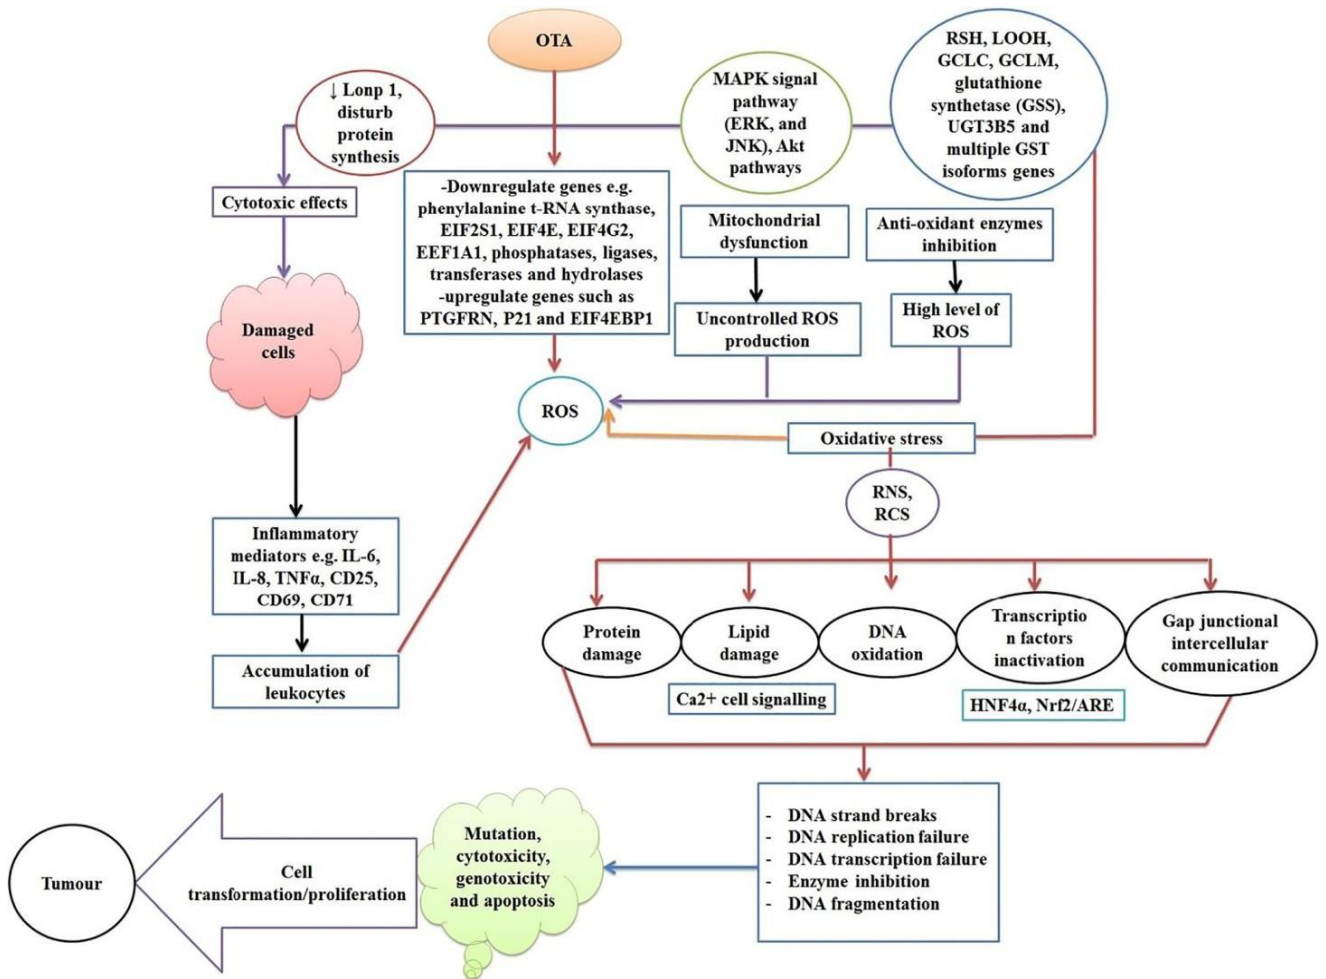 OTA
↓ Lonp 1,
disturb
protein
synthesis
MAPK signal
pathway
(ERK, and
JNK), Akt
pathways
RSH, LOOH,
GCLC, GCLM,
glutathione
synthetase (GSS),
UGT3B5 and
multiple GST
isoforms genes
Cytotoxic effects
-Downregulate genes e.g.
phenylalanine t-RNA synthase,
EIF2S1, EIF4E, EIF4G2,
EEF1A1, phosphatases, ligases,
transferases and hydrolases
-upregulate genes such as
PTGFRN, P21 and EIF4EBP1
Mitochondrial
dysfunction
Anti-oxidant enzymes
inhibition
Damaged
cells
Uncontrolled ROS
production
High level of
ROS
ROS
Oxidative stress
RNS,
RCS
Inflammatory
mediators e.g. IL-6,
IL-8, TNFα, CD25,
CD69, CD71
Accumulation of
leukocytes
Protein
damage
Lipid
damage
DNA
oxidation
Transcriptio
n factors
inactivation
Gap junctional
intercellular
communication
Ca2+ cell signalling
HNF4α, Nrf2/ARE
- DNA strand breaks
- DNA replication failure
- DNA transcription failure
- Enzyme inhibition
- DNA fragmentation
Mutation,
cytotoxicity,
genotoxicity
and apoptosis
Cell
transformation/proliferation
Tumour